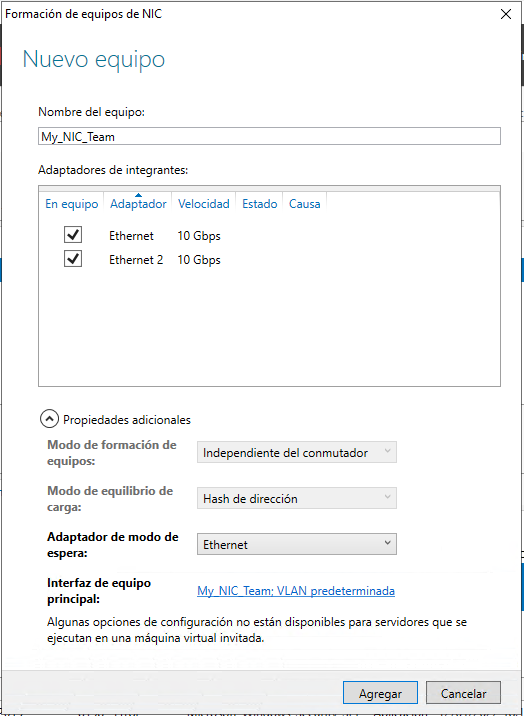 Formación de equipos de NIC
Nuevo equipo
Nombre del equipo:
My_NIC_Team
Adaptadores de integrantes:
En equipo Adaptador Velocidad Estado Causa
Ethernet 10 Gbps
Ethernet 2 10 Gbps
Propiedades adicionales
Modo de formación de
equipos:
Independiente del conmutador
Modo de equilibrio de
carga:
Hash de dirección
Adaptador de modo de
espera:
Ethernet
Interfaz de equipo
principal:
My_NIC_Team; VLAN predeterminada
Algunas opciones de configuración no están disponibles para servidores que se
ejecutan en una máquina virtual invitada.
Agregar Cancelar